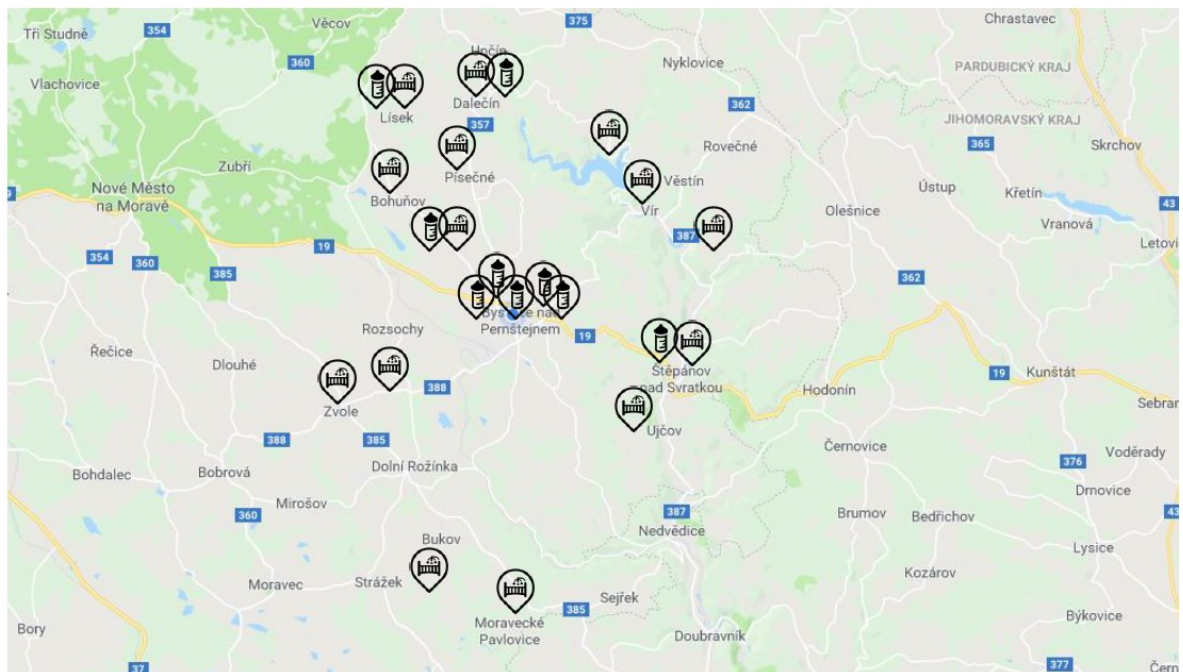 Tři Studně
354
Věcov
375
Chrastavec
360
Nyklovice
PARDUBICKÝ KRAJ
Vlachovice
Dalečín
362
JIHOMORAVSKÝ KRAJ
Lísek
357
Rovečné
365
Skrchov
Zubří
Písečné
Nové Město
na Moravě
Bohuňov
Věstín
Ústup
Křetín
43
Vír
Olešnice
Vranová
19
387
Letovi
354
360
385
362
Pernštejnem
19
Rozsochy
Řečice
Dlouhé
388
Štěpánov
nad Svratkou
19
Kunštát
Hodonín
Zvole
Sebran
388
385
Ujčov
Černovice
Voděrady
Bohdalec
Bobrová
Dolní Rožínka
376
Mirošov
Drnovice
360
387
Brumov
Bedřichov
43
Nedvědice
Bukov
Lysice
Moravec
Strážek
Kozárov
Sejřek
385
Býkovice
Bory
Moravecké
Pavlovice
Doubravník
37
377
Čern